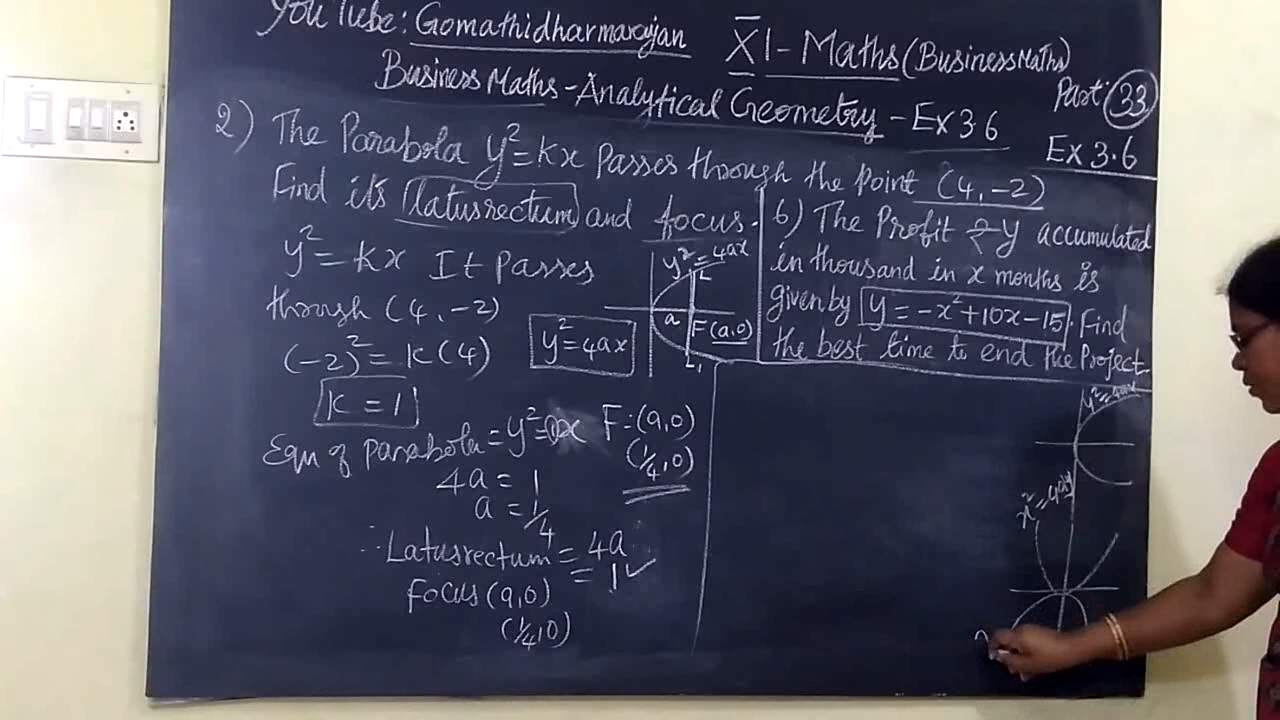 YouTube: Gomathidharmarajan XI-Maths (Business Maths)
Business Maths - Analytical Geometry - Ex 3.6 Part: 33
Ex 3.6
2) The Parabola y²=kx Passes through the Point (4,-2)
Find its latusrectum and focus.
y² = kx It Passes
through (4,-2)
(-2)² = k(4)
k = 1
y² = 4ax
y² = 4ax
L
a
F(a,0)
L₁
Eqn of parabola = y²=1x
4a = 1
a = 1/4
∴ Latusrectum = 4a
= 1 ✓
focus (a,0)
(1/4,0)
F:(a,0)
(1/4,0)
6) The Profit ₹ y accumulated
in thousand in x months is
given by y = -x²+10x-15. Find
the best time to end the Project.
y²=4ax
x²=4ay